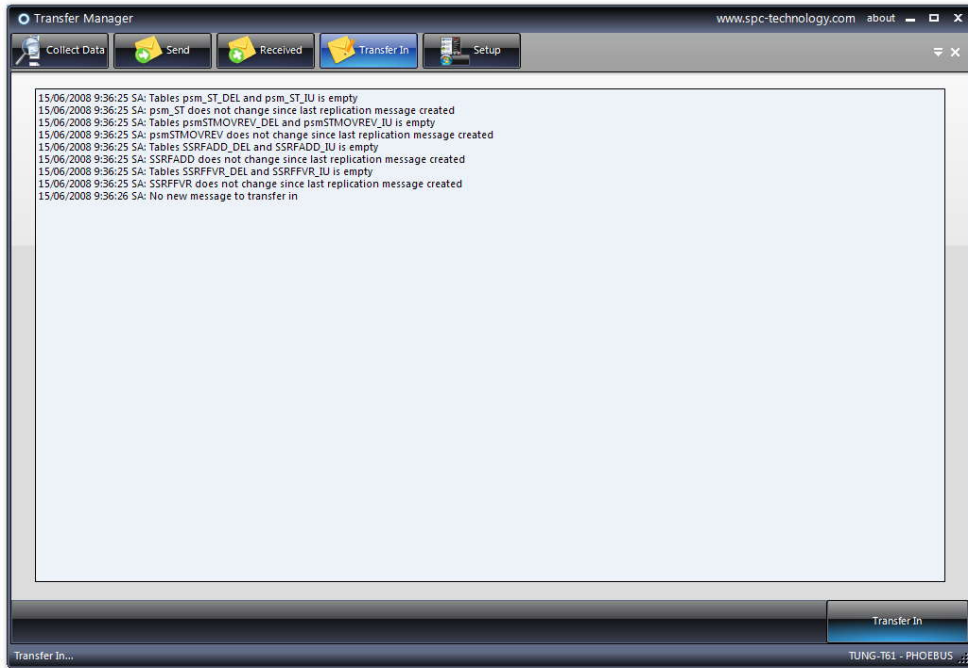 Transfer Manager
www.spc-technology.com about
Collect Data Send Received Transfer In Setup
15/06/2008 9:36:25 SA: Tables psm_ST_DEL and psm_ST_IU is empty
15/06/2008 9:36:25 SA: psm_ST does not change since last replication message created
15/06/2008 9:36:25 SA: Tables psmSTMOVREV_DEL and psmSTMOVREV_IU is empty
15/06/2008 9:36:25 SA: psmSTMOVREV does not change since last replication message created
15/06/2008 9:36:25 SA: Tables SSRFADD_DEL and SSRFADD_IU is empty
15/06/2008 9:36:25 SA: SSRFADD does not change since last replication message created
15/06/2008 9:36:25 SA: Tables SSRFFVR_DEL and SSRFFVR_IU is empty
15/06/2008 9:36:25 SA: SSRFFVR does not change since last replication message created
15/06/2008 9:36:26 SA: No new message to transfer in
Transfer In
Transfer In...
TUNG-T61 - PHOEBUS